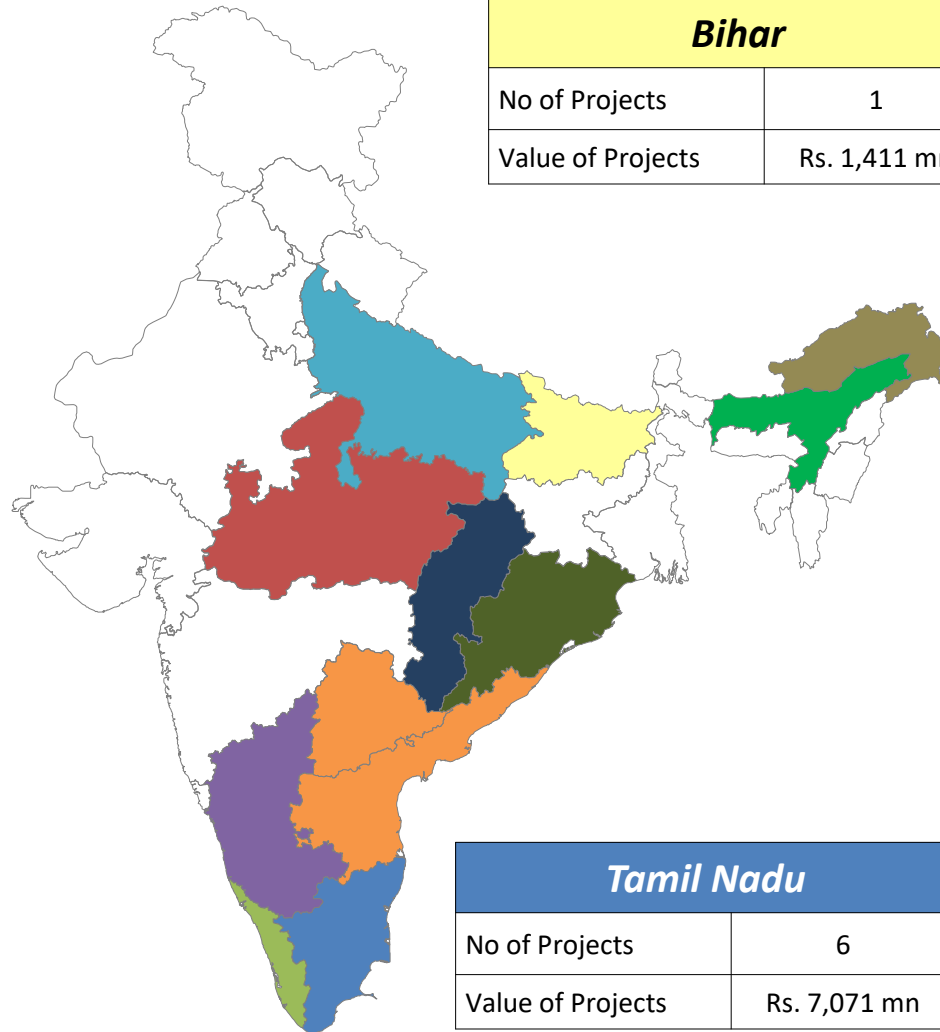 Bihar
No of Projects 1
Value of Projects Rs. 1,411 mn
Tamil Nadu
No of Projects 6
Value of Projects Rs. 7,071 mn